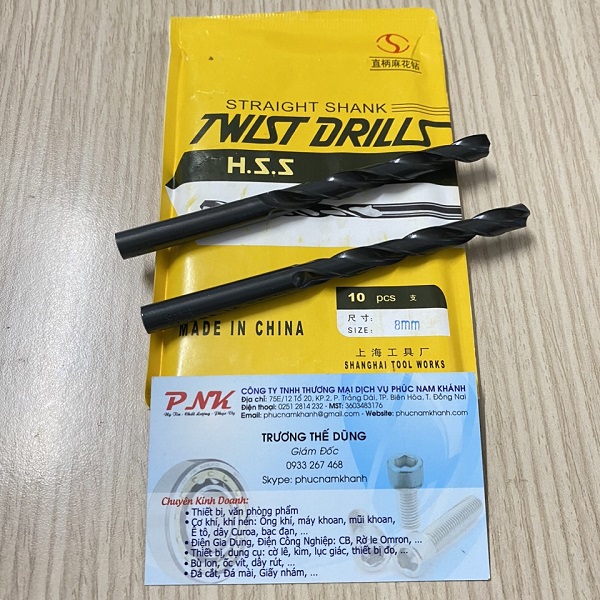 直柄麻花钻
STRAIGHT SHANK
TWIST DRILLS
H.S.S
10 pcs 支
尺寸:
SIZE: 8mm
MADE IN CHINA
上海工具厂
SHANGHAI TOOL WORKS
PNK
Uy Tín - Chất Lượng - Phục Vụ
CÔNG TY TNHH THƯƠNG MẠI DỊCH VỤ PHÚC NAM KHÁNH
Địa chỉ: 75E/12 Tổ 20, KP.2, P. Trảng Dài, TP. Biên Hòa, T. Đồng Nai
Điện thoại: 0251 2814 232 - MST: 3603483176
Email: phucnamkhanh@gmail.com - Website: phucnamkhanh.com
TRƯƠNG THẾ DŨNG
Giám Đốc
0933 267 468
Skype: phucnamkhanh
Chuyên Kinh Doanh:
• Thiết bị, văn phòng phẩm
• Cơ khí, khí nén: Ống khí, máy khoan, mũi khoan,
Ê tô, dây Curoa, bạc đạn, ...
• Điện Gia Dụng, Điện Công Nghiệp: CB, Rờ le Omron, ...
• Thiết bị, dụng cụ: cờ lê, kìm, lục giác, thiết bị đo, ...
• Bù lon, ốc vít, dây rút, ...
• Đá cắt, Đá mài, Giấy nhám, ...